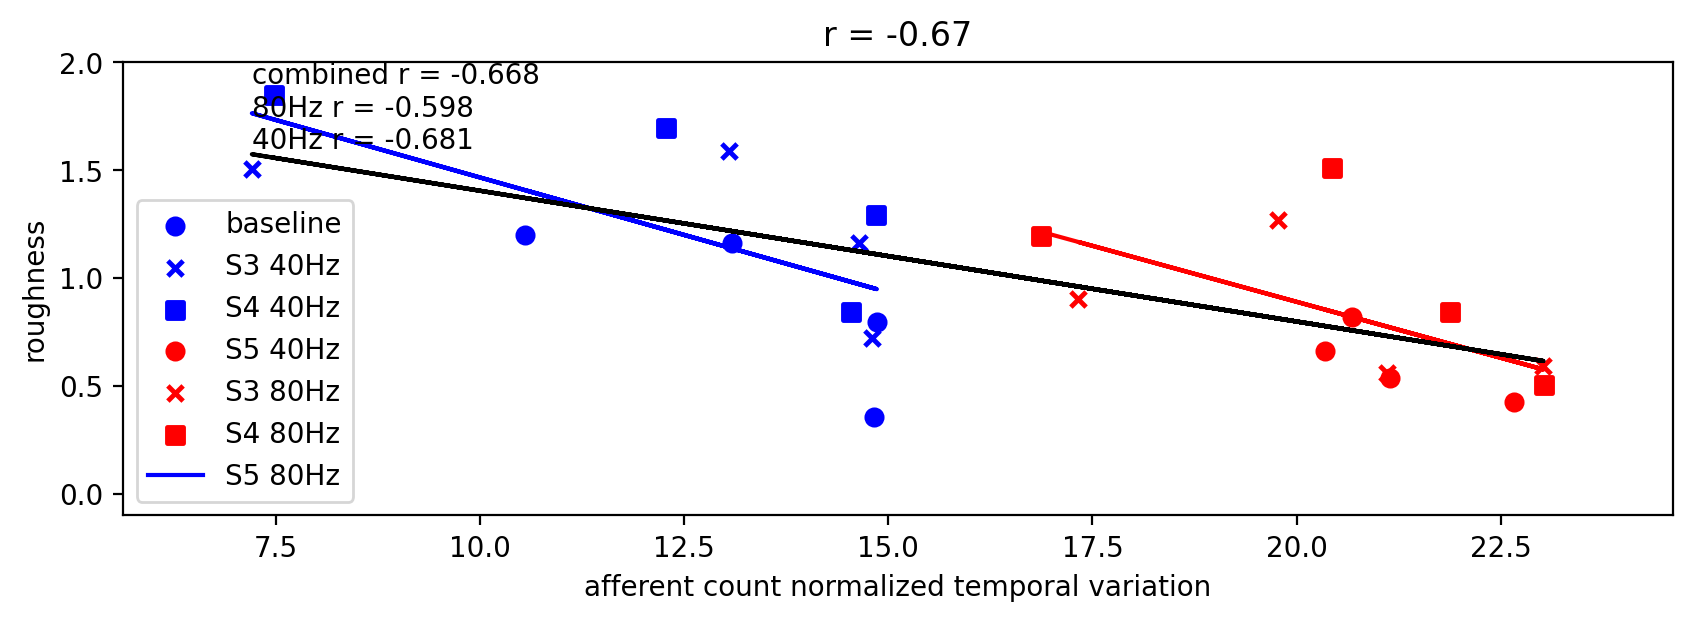 r = -0.67
combined r = -0.668
80Hz r = -0.598
40Hz r = -0.681
2.0
1.5
1.0
0.5
0.0
roughness
baseline
S3 40Hz
S4 40Hz
S5 40Hz
S3 80Hz
S4 80Hz
S5 80Hz
7.5 10.0 12.5 15.0 17.5 20.0 22.5
afferent count normalized temporal variation